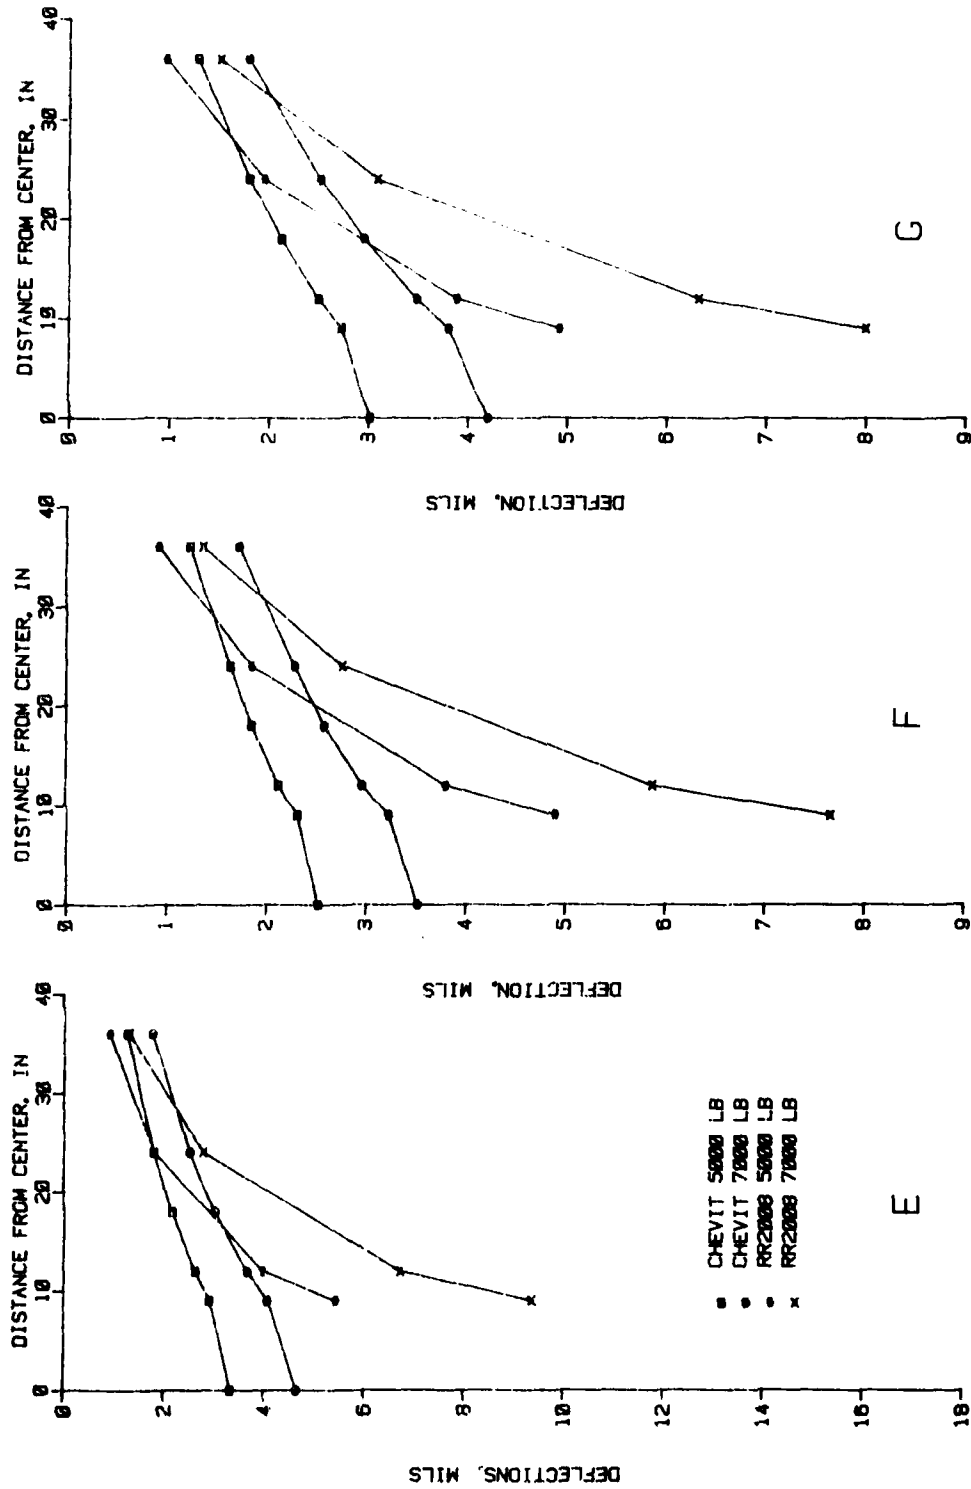 DISTANCE FROM CENTER, IN
0 10 20 30 40
0
2
4
6
8
10
12
14
16
18
DEFLECTIONS, MILS
CHEVIT 5000 LB
CHEVIT 7000 LB
RR2008 5000 LB
RR2008 7000 LB
E
DISTANCE FROM CENTER, IN
0 10 20 30 40
0
1
2
3
4
5
6
7
8
9
DEFLECTION, MILS
F
DISTANCE FROM CENTER, IN
0 10 20 30 40
0
1
2
3
4
5
6
7
8
9
DEFLECTION, MILS
G